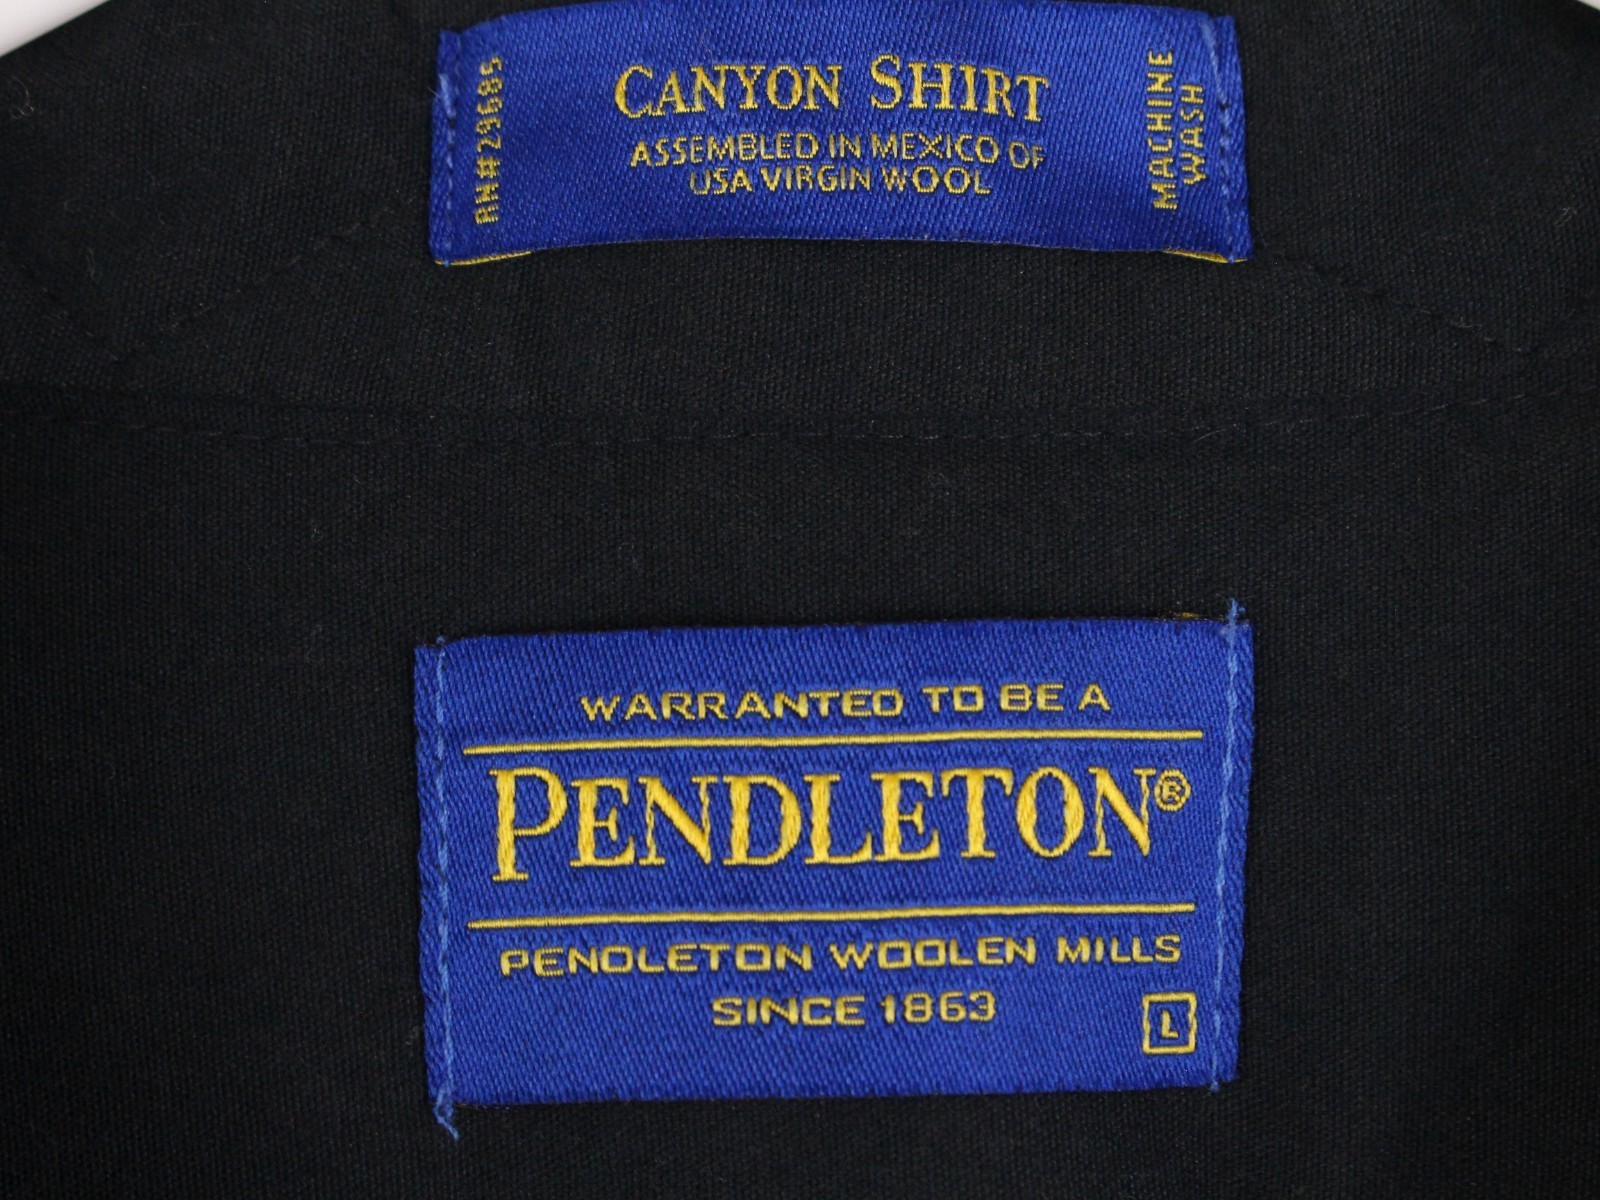 RN#29685
CANYON SHIRT
ASSEMBLED IN MEXICO OF
USA VIRGIN WOOL
MACHINE
WASH
WARRANTED TO BE A
PENDLETON®
PENDLETON WOOLEN MILLS
SINCE 1863
L